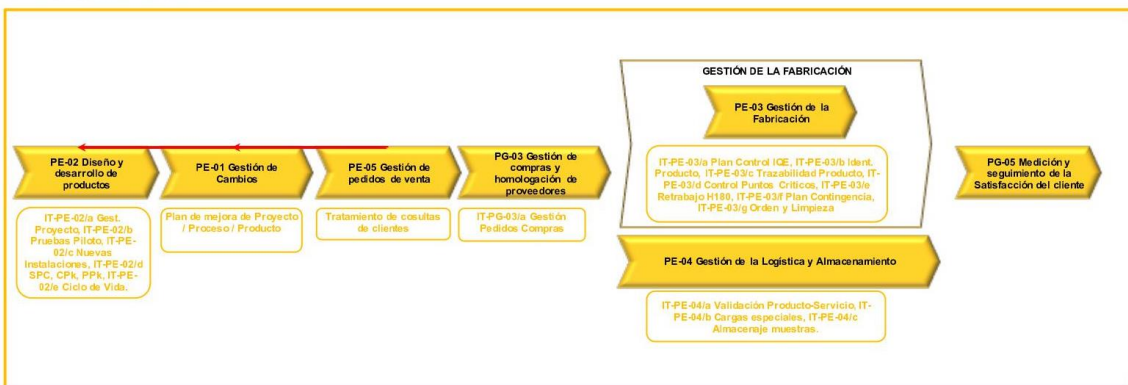 GESTIÓN DE LA FABRICACIÓN
PE-02 Diseño y
desarrollo de
productos
PE-01 Gestión de
Cambios
PE-05 Gestión de
pedidos de venta
PG-03 Gestión de
compras y
homologación de
proveedores
PE-03 Gestión de la
Fabricación
PG-05 Medición y
seguimiento de la
Satisfacción del cliente
IT-PE-02/a Gest.
Proyecto, IT-PE-02/b
Pruebas Piloto, IT-PE-
02/c Nuevas
Instalaciones, IT-PE-02/d
SPC, CPk, PPk, IT-PE-
02/e Ciclo de Vida.
Plan de mejora de Proyecto
/ Proceso / Producto
Tratamiento de cosultas
de clientes
IT-PG-03/a Gestión
Pedidos Compras
IT-PE-03/a Plan Control IQE, IT-PE-03/b Ident.
Producto, IT-PE-03/c Trazabilidad Producto, IT-
PE-03/d Control Puntos Críticos, IT-PE-03/e
Retrabajo H180, IT-PE-03/f Plan Contingencia,
IT-PE-03/g Orden y Limpieza
PE-04 Gestión de la Logística y Almacenamiento
IT-PE-04/a Validación Producto-Servicio, IT-
PE-04/b Cargas especiales, IT-PE-04/c
Almacenaje muestras.